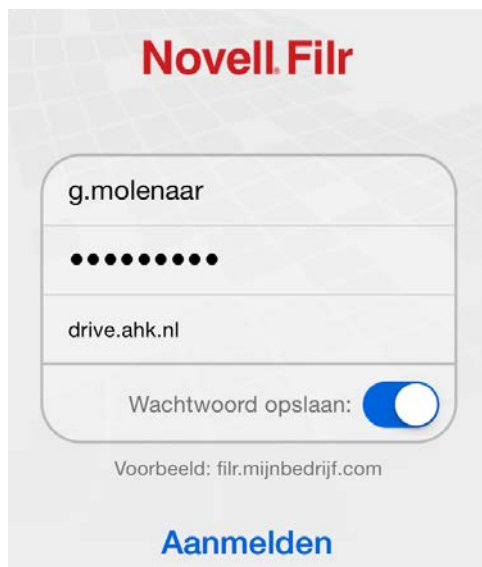 Novell® Filr
g.molenaar
●●●●●●●●●
drive.ahk.nl
Wachtwoord opslaan:
Voorbeeld: filr.mijnbedrijf.com
Aanmelden